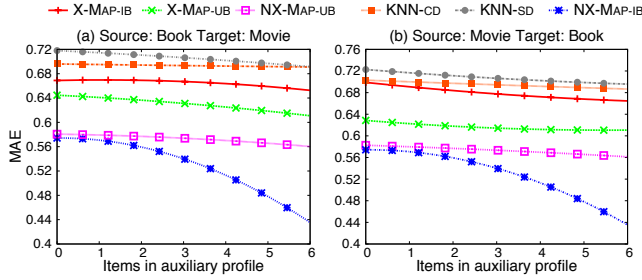 X-MAP-IB X-MAP-UB NX-MAP-UB KNN-CD KNN-SD NX-MAP-IB
(a) Source: Book Target: Movie
(b) Source: Movie Target: Book
MAE
0.72
0.68
0.64
0.6
0.56
0.52
0.48
0.44
0.4
0 1 2 3 4 5 6
Items in auxiliary profile
0.76
0.72
0.68
0.64
0.6
0.56
0.52
0.48
0.44
0.4
0 1 2 3 4 5 6
Items in auxiliary profile